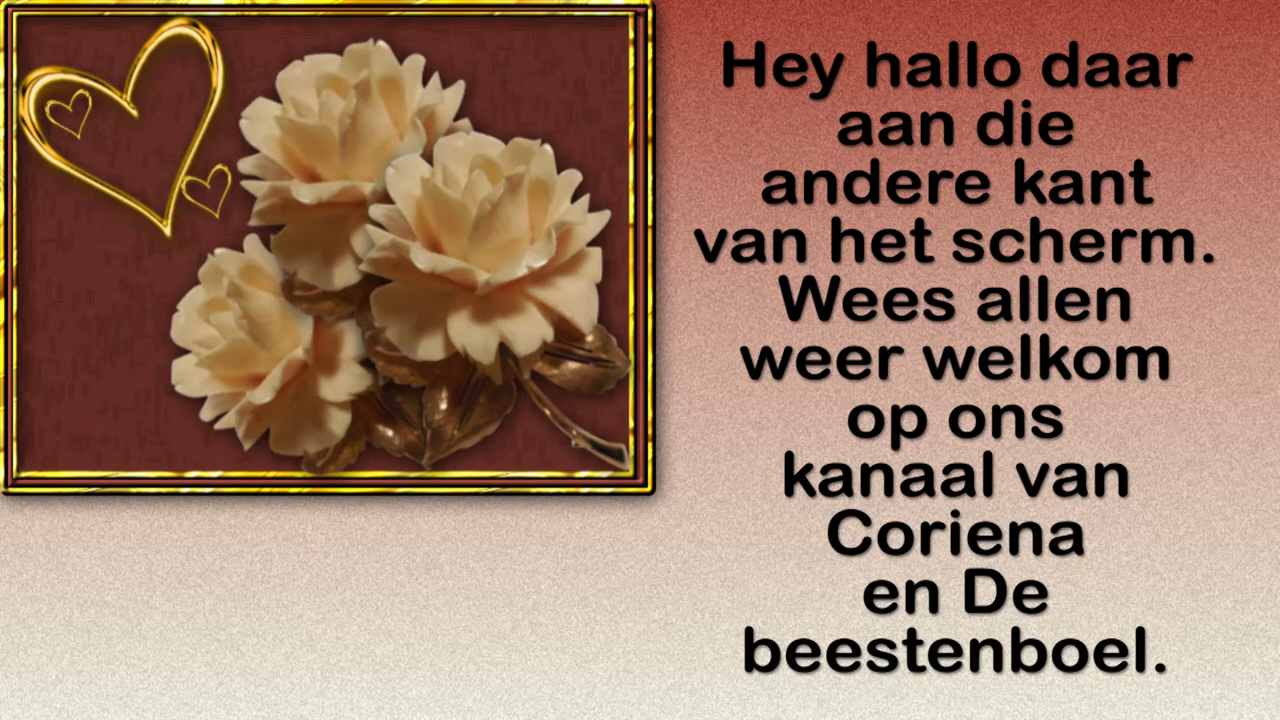 Hey hallo daar
aan die
andere kant
van het scherm.
Wees allen
weer welkom
op ons
kanaal van
Coriena
en De
beestenboel.